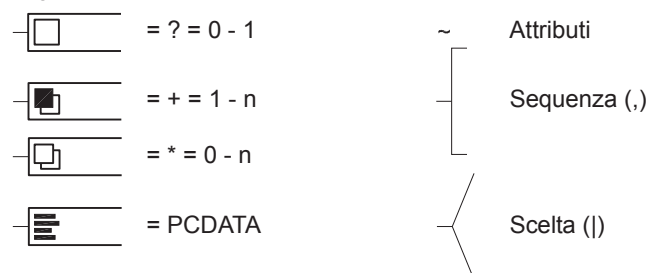 = ? = 0 - 1
~ Attributi
= + = 1 - n
Sequenza (,)
= * = 0 - n
= PCDATA
Scelta (|)